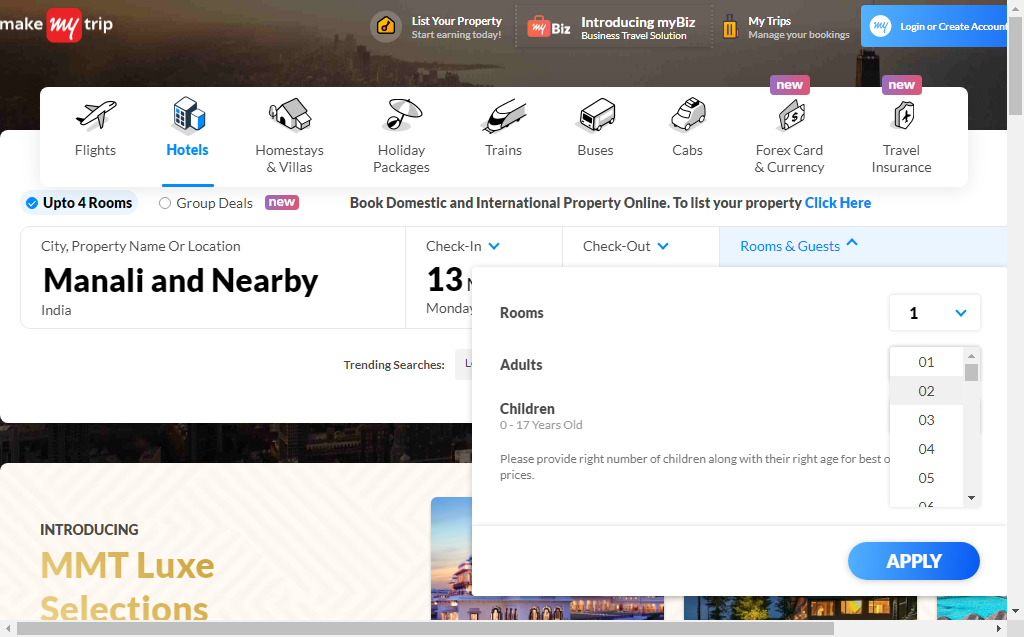 make my trip
List Your Property
Start earning today!
my Biz
Introducing myBiz
Business Travel Solution
My Trips
Manage your bookings
my
Login or Create Account
new
new
Flights
Hotels
Homestays
& Villas
Holiday
Packages
Trains
Buses
Cabs
Forex Card
& Currency
Travel
Insurance
Upto 4 Rooms
Group Deals
new
Book Domestic and International Property Online. To list your property Click Here
City, Property Name Or Location
Manali and Nearby
India
Check-In
13
Monday
Check-Out
Rooms & Guests
Trending Searches:
Rooms
1
Adults
01
02
03
04
05
06
Children
0 - 17 Years Old
Please provide right number of children along with their right age for best
prices.
APPLY
INTRODUCING
MMT Luxe
Selections